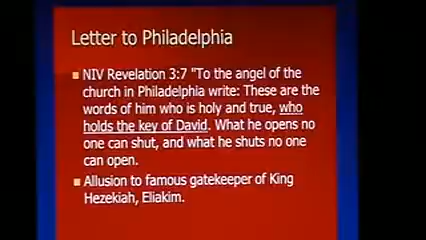 Letter to Philadelphia
NIV Revelation 3:7 "To the angel of the
church in Philadelphia write: These are the
words of him who is holy and true, who
holds the key of David. What he opens no
one can shut, and what he shuts no one
can open.
Allusion to famous gatekeeper of King
Hezekiah, Eliakim.